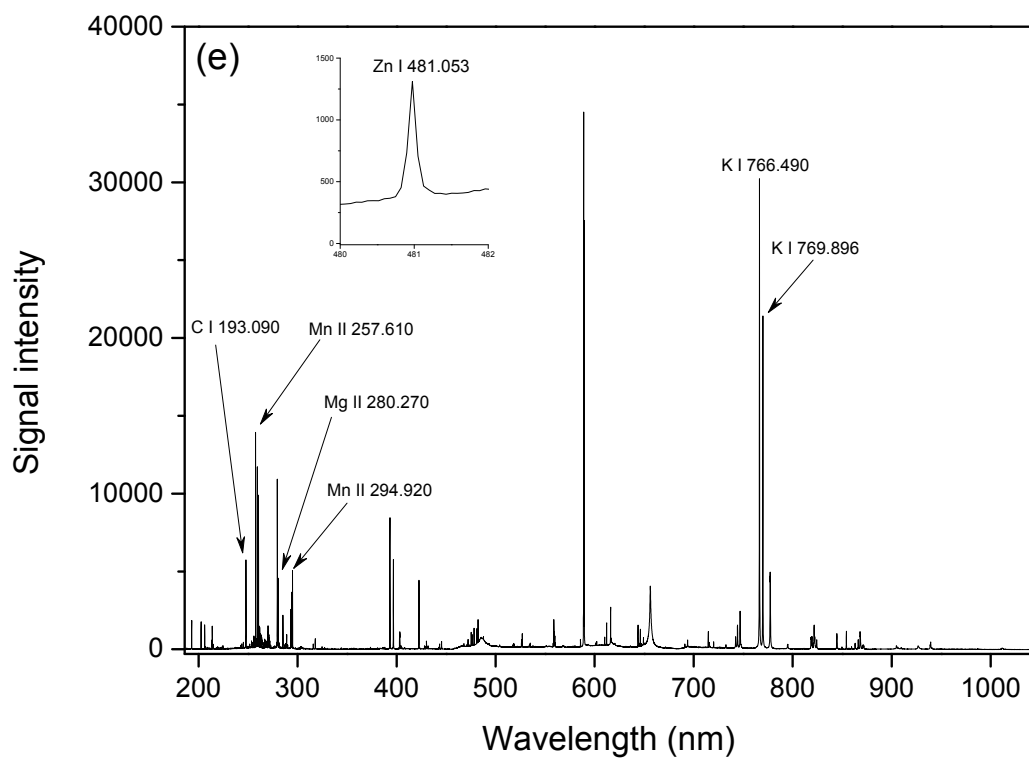 (e)
Zn I 481.053
1500
1000
500
0
480
481
482
K I 766.490
K I 769.896
C I 193.090
Mn II 257.610
Mg II 280.270
Mn II 294.920
Signal intensity
40000
30000
20000
10000
0
200 300 400 500 600 700 800 900 1000
Wavelength (nm)